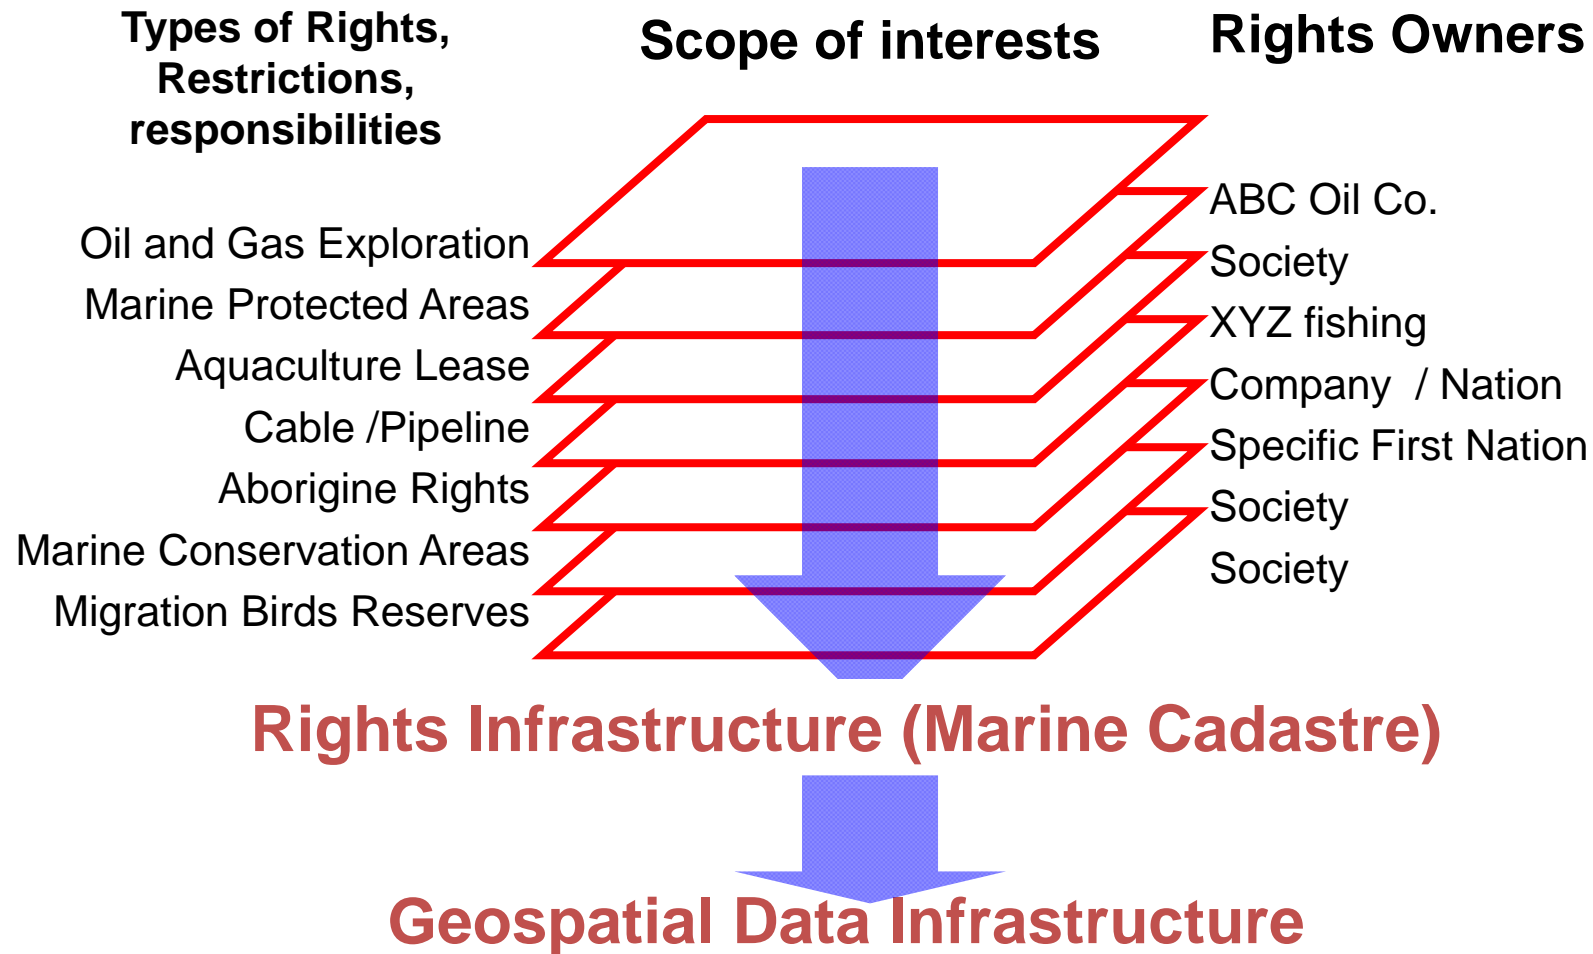 Types of Rights,
Restrictions,
responsibilities
Scope of interests
Rights Owners
Oil and Gas Exploration
Marine Protected Areas
Aquaculture Lease
Cable /Pipeline
Aborigine Rights
Marine Conservation Areas
Migration Birds Reserves
ABC Oil Co.
Society
XYZ fishing
Company / Nation
Specific First Nation
Society
Society
Rights Infrastructure (Marine Cadastre)
Geospatial Data Infrastructure